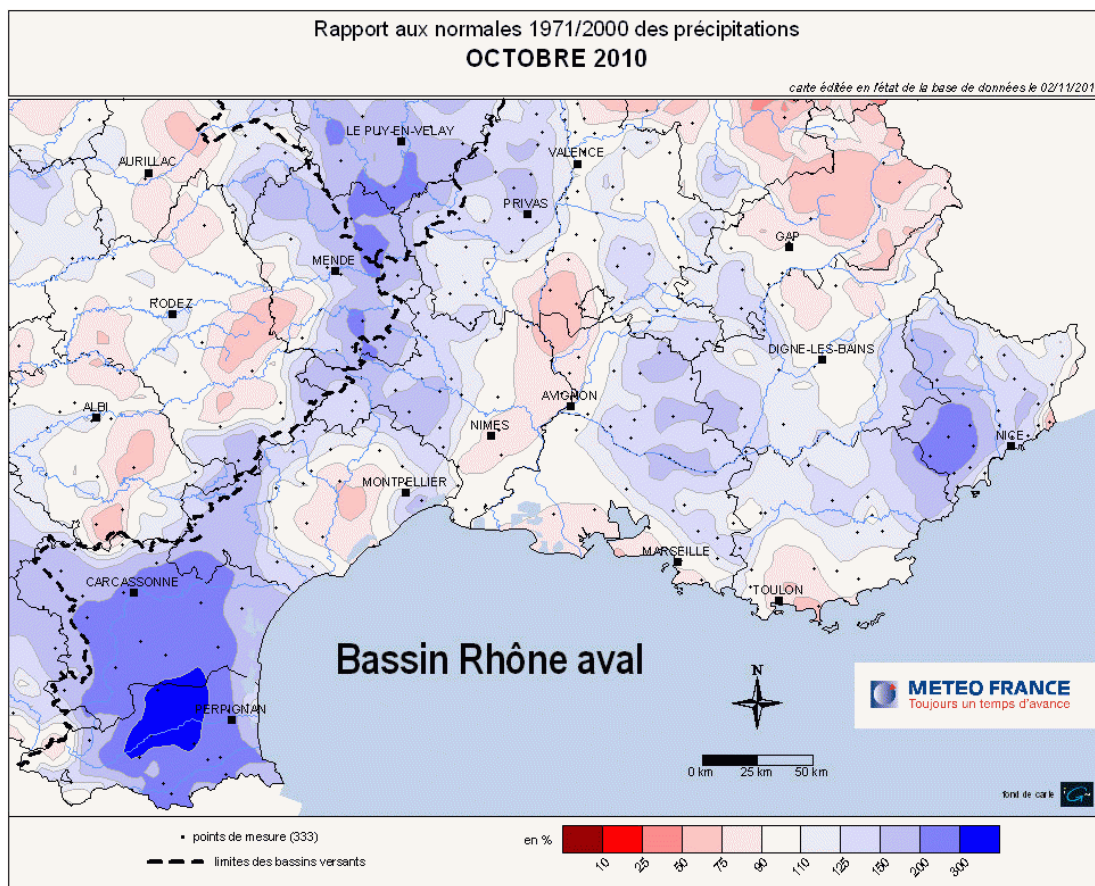 Rapport aux normales 1971/2000 des précipitations
OCTOBRE 2010
carte éditée en l'état de la base de données le 02/11/201
LE PUY-EN-VELAY
AURILLAC
VALENCE
PRIVAS
GAP
MENDE
RODEZ
DIGNE-LES-BAINS
AVIGNON
ALBI
NIMES
NICE
MONTPELLIER
MARSEILLE
CARCASSONNE
TOULON
Bassin Rhône aval
N
METEO FRANCE
Toujours un temps d'avance
PERPIGNAN
0 km 25 km 50 km
fond de carte
points de mesure (333)
limites des bassins versants
en %
10 25 50 75 90 110 125 150 200 300